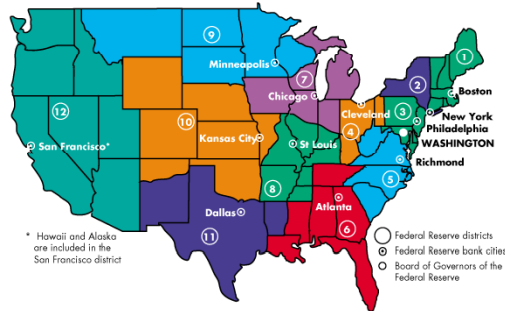 9
1
Minneapolis
7
2
Boston
12
Chicago
Cleveland
3
New York
10
Philadelphia
Kansas City
4
WASHINGTON
San Francisco*
St Louis
Richmond
8
5
Atlanta
Dallas
6
11
* Hawaii and Alaska
are included in the
San Francisco district
Federal Reserve districts
Federal Reserve bank cities
Board of Governors of the
Federal Reserve